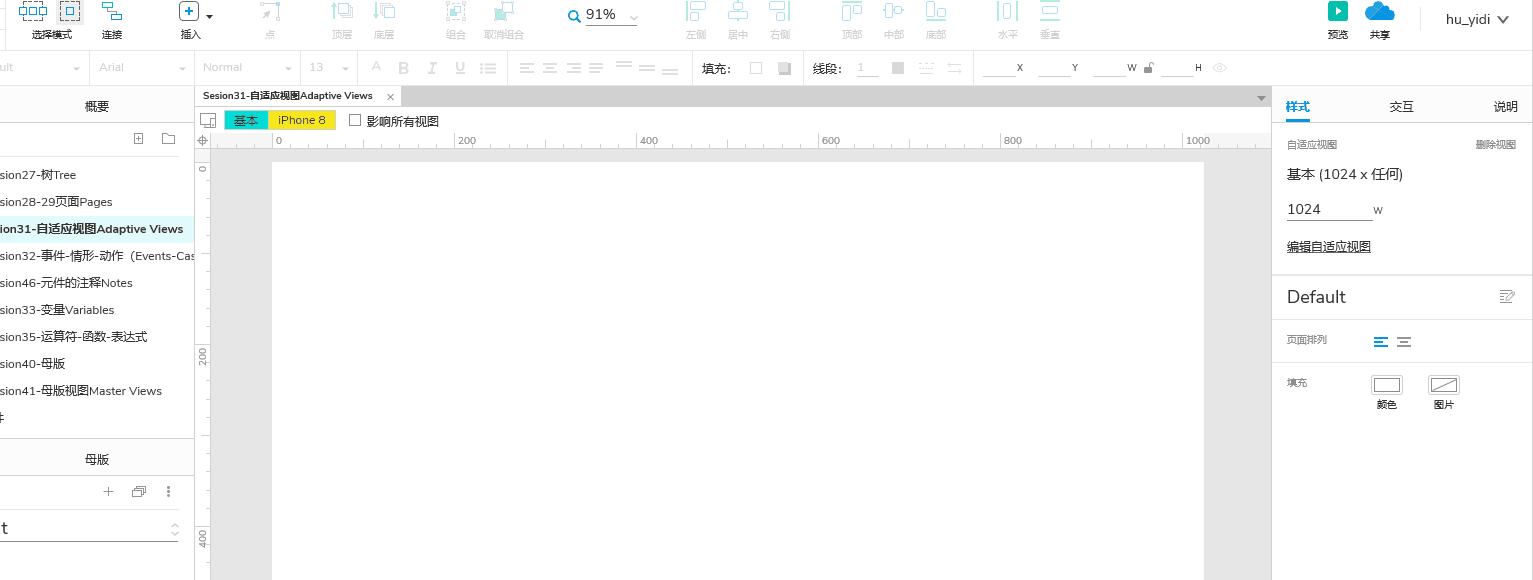 选择模式 连接 插入 点 顶层 底层 组合 取消组合 91% 左侧 居中 右侧 顶部 中部 底部 水平 垂直 预览 共享 hu_yidi
ult Arial Normal 13 A B I U 填充: 线段: 1 X Y W H
概要
Sesion31-自适应视图Adaptive Views
样式 交互 说明
基本 iPhone 8 影响所有视图
0 200 400 600 800 1000
自适应视图 删除视图
基本 (1024 x 任何)
1024 W
编辑自适应视图
Default
页面排列
填充
颜色 图片
sion27-树Tree
sion28-29页面Pages
ion31-自适应视图Adaptive Views
sion32-事件-情形-动作（Events-Cas
sion46-元件的注释Notes
sion33-变量Variables
sion35-运算符-函数-表达式
sion40-母版
sion41-母版视图Master Views
件
母版
t
0
200
400